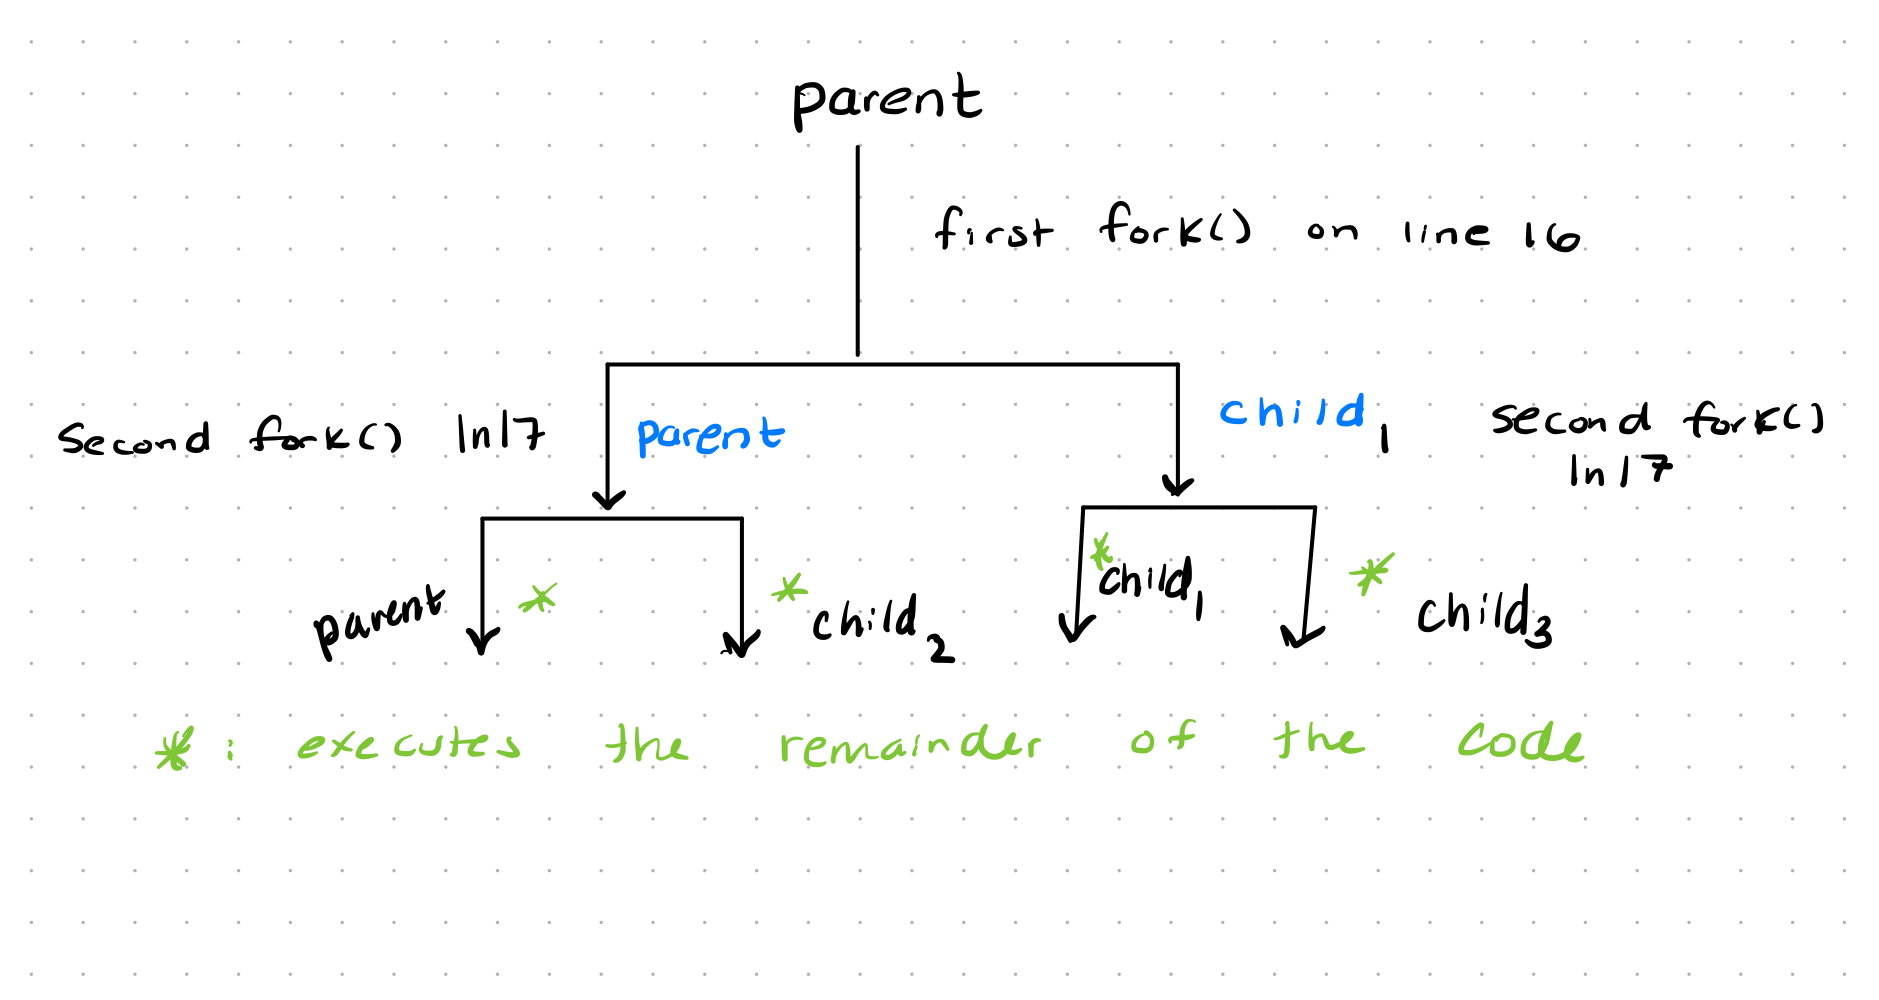 parent
first fork() on line 16
second fork() ln17
parent
child1
second fork()
ln17
parent
*
* child2
* child1
* child3
* : executes the remainder of the code